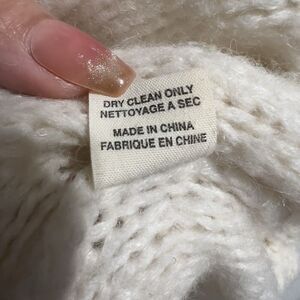 DRY CLEAN ONLY
NETTOYAGE A SEC
MADE IN CHINA
FABRIQUE EN CHINE